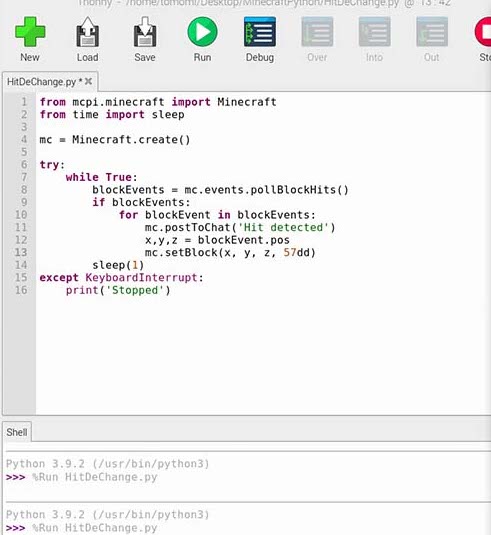 Thonny - /home/tomomi/Desktop/MinecraftPython/HitDeChange.py @ 13:42
New Load Save Run Debug Over Into Out
HitDeChange.py * ✕
1 from mcpi.minecraft import Minecraft
2 from time import sleep
3
4 mc = Minecraft.create()
5
6 try:
7     while True:
8         blockEvents = mc.events.pollBlockHits()
9         if blockEvents:
10             for blockEvent in blockEvents:
11                 mc.postToChat('Hit detected')
12                 x,y,z = blockEvent.pos
13                 mc.setBlock(x, y, z, 57dd)
14         sleep(1)
15 except KeyboardInterrupt:
16     print('Stopped')
Shell
Python 3.9.2 (/usr/bin/python3)
>>> %Run HitDeChange.py
Python 3.9.2 (/usr/bin/python3)
>>> %Run HitDeChange.py